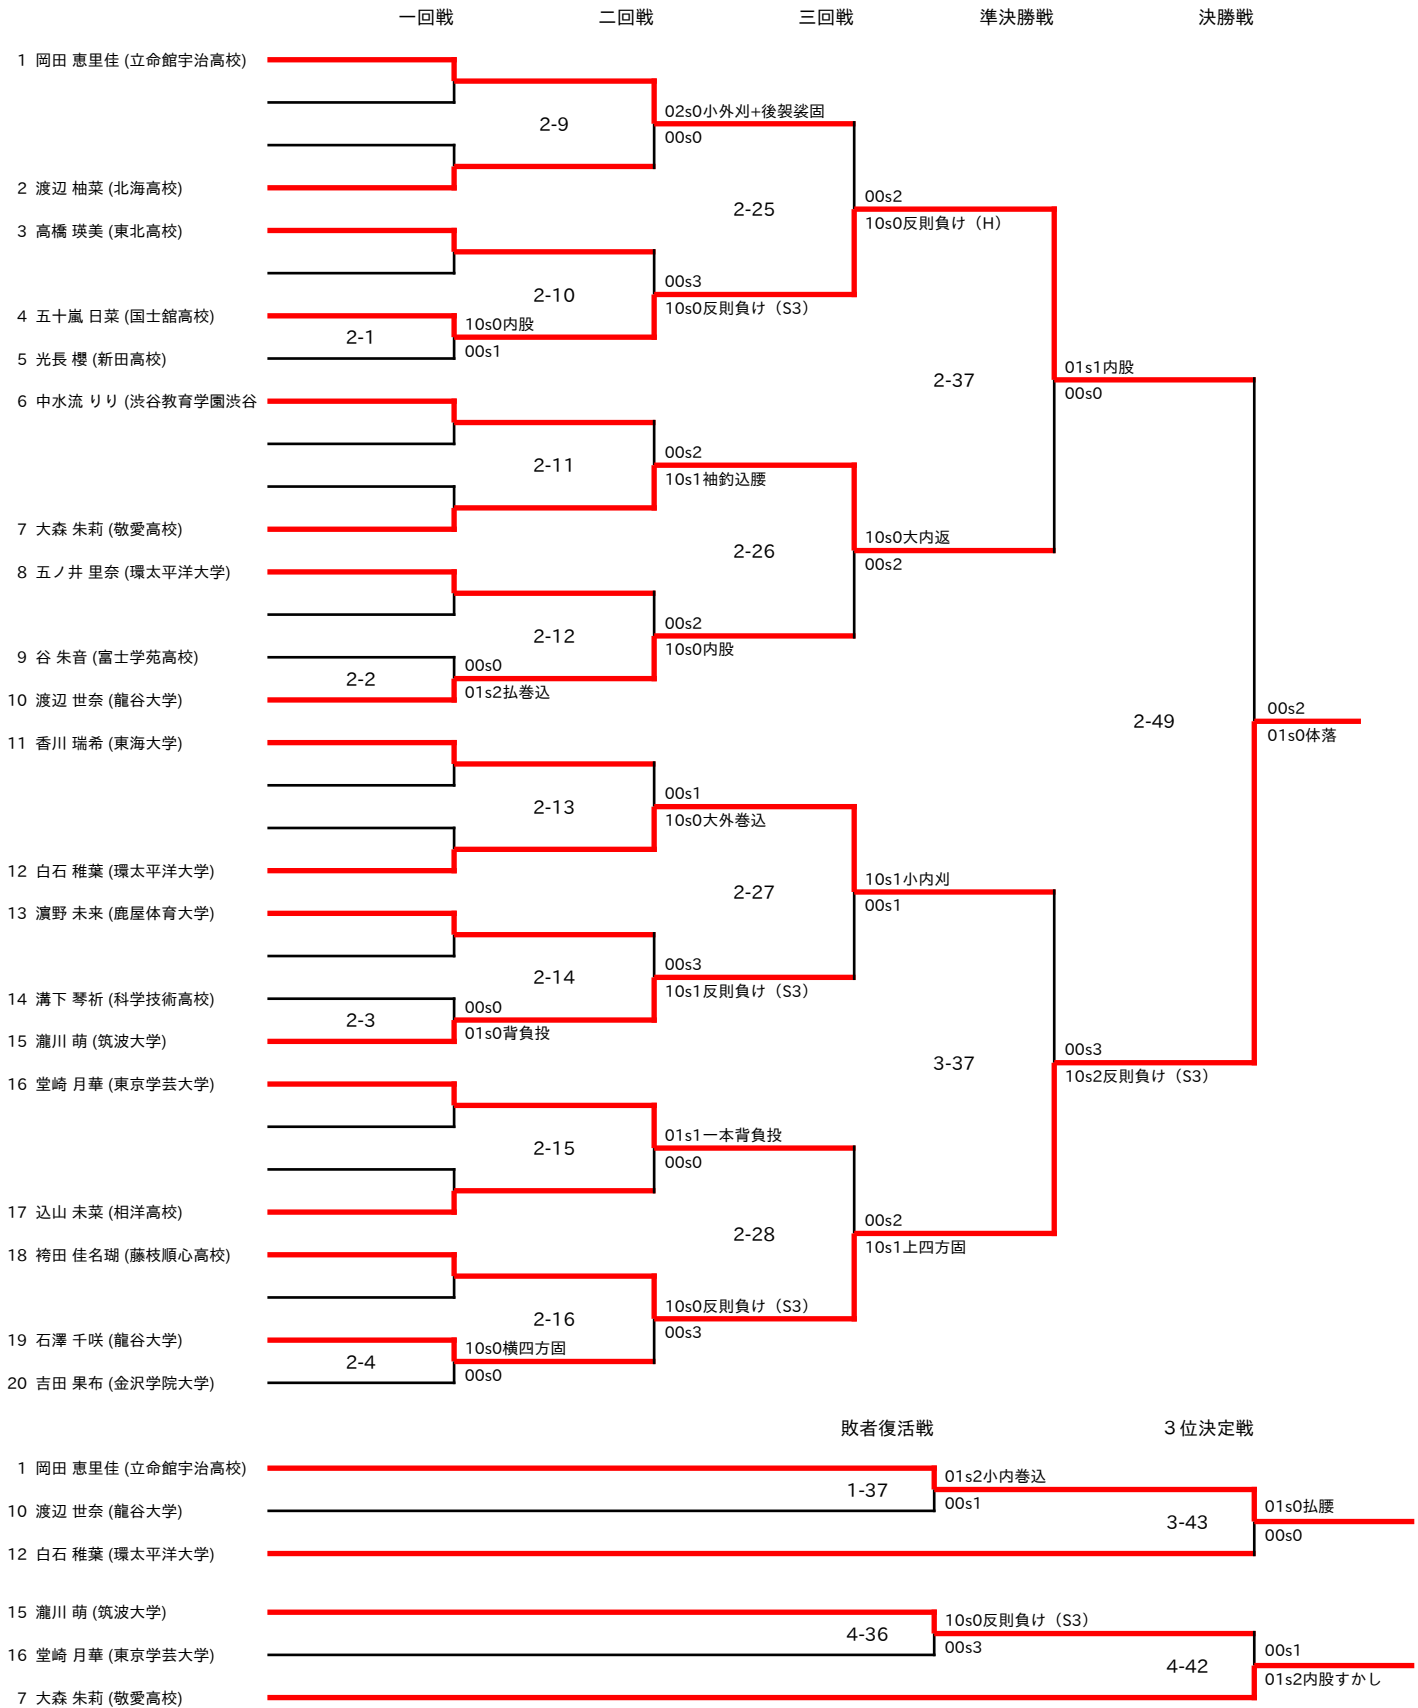 一回戦 二回戦 三回戦 準決勝戦 決勝戦
1 岡田 恵里佳 (立命館宇治高校)
02s0小外刈+後袈裟固
2-9
00s0
2 渡辺 柚菜 (北海高校)
00s2
2-25
10s0反則負け（H）
3 高橋 瑛美 (東北高校)
00s3
2-10
10s0反則負け（S3）
4 五十嵐 日菜 (国士舘高校)
10s0内股
2-1
00s1
5 光長 櫻 (新田高校)
01s1内股
2-37
00s0
6 中水流 りり (渋谷教育学園渋谷
00s2
2-11
10s1袖釣込腰
7 大森 朱莉 (敬愛高校)
10s0大内返
2-26
00s2
8 五ノ井 里奈 (環太平洋大学)
00s2
2-12
10s0内股
9 谷 朱音 (富士学苑高校)
00s0
2-2
01s2払巻込
10 渡辺 世奈 (龍谷大学)
00s2
2-49
01s0体落
11 香川 瑞希 (東海大学)
00s1
2-13
10s0大外巻込
12 白石 稚葉 (環太平洋大学)
10s1小内刈
2-27
00s1
13 濵野 未来 (鹿屋体育大学)
00s3
2-14
10s1反則負け（S3）
14 溝下 琴祈 (科学技術高校)
00s0
2-3
01s0背負投
15 瀧川 萌 (筑波大学)
00s3
3-37
10s2反則負け（S3）
16 堂崎 月華 (東京学芸大学)
01s1一本背負投
2-15
00s0
17 込山 未菜 (相洋高校)
00s2
2-28
10s1上四方固
18 袴田 佳名瑚 (藤枝順心高校)
10s0反則負け（S3）
2-16
00s3
19 石澤 千咲 (龍谷大学)
10s0横四方固
2-4
00s0
20 吉田 果布 (金沢学院大学)
敗者復活戦 ３位決定戦
1 岡田 恵里佳 (立命館宇治高校)
01s2小内巻込
1-37
00s1
10 渡辺 世奈 (龍谷大学)
01s0払腰
3-43
00s0
12 白石 稚葉 (環太平洋大学)
15 瀧川 萌 (筑波大学)
10s0反則負け（S3）
4-36
00s3
16 堂崎 月華 (東京学芸大学)
00s1
4-42
01s2内股すかし
7 大森 朱莉 (敬愛高校)